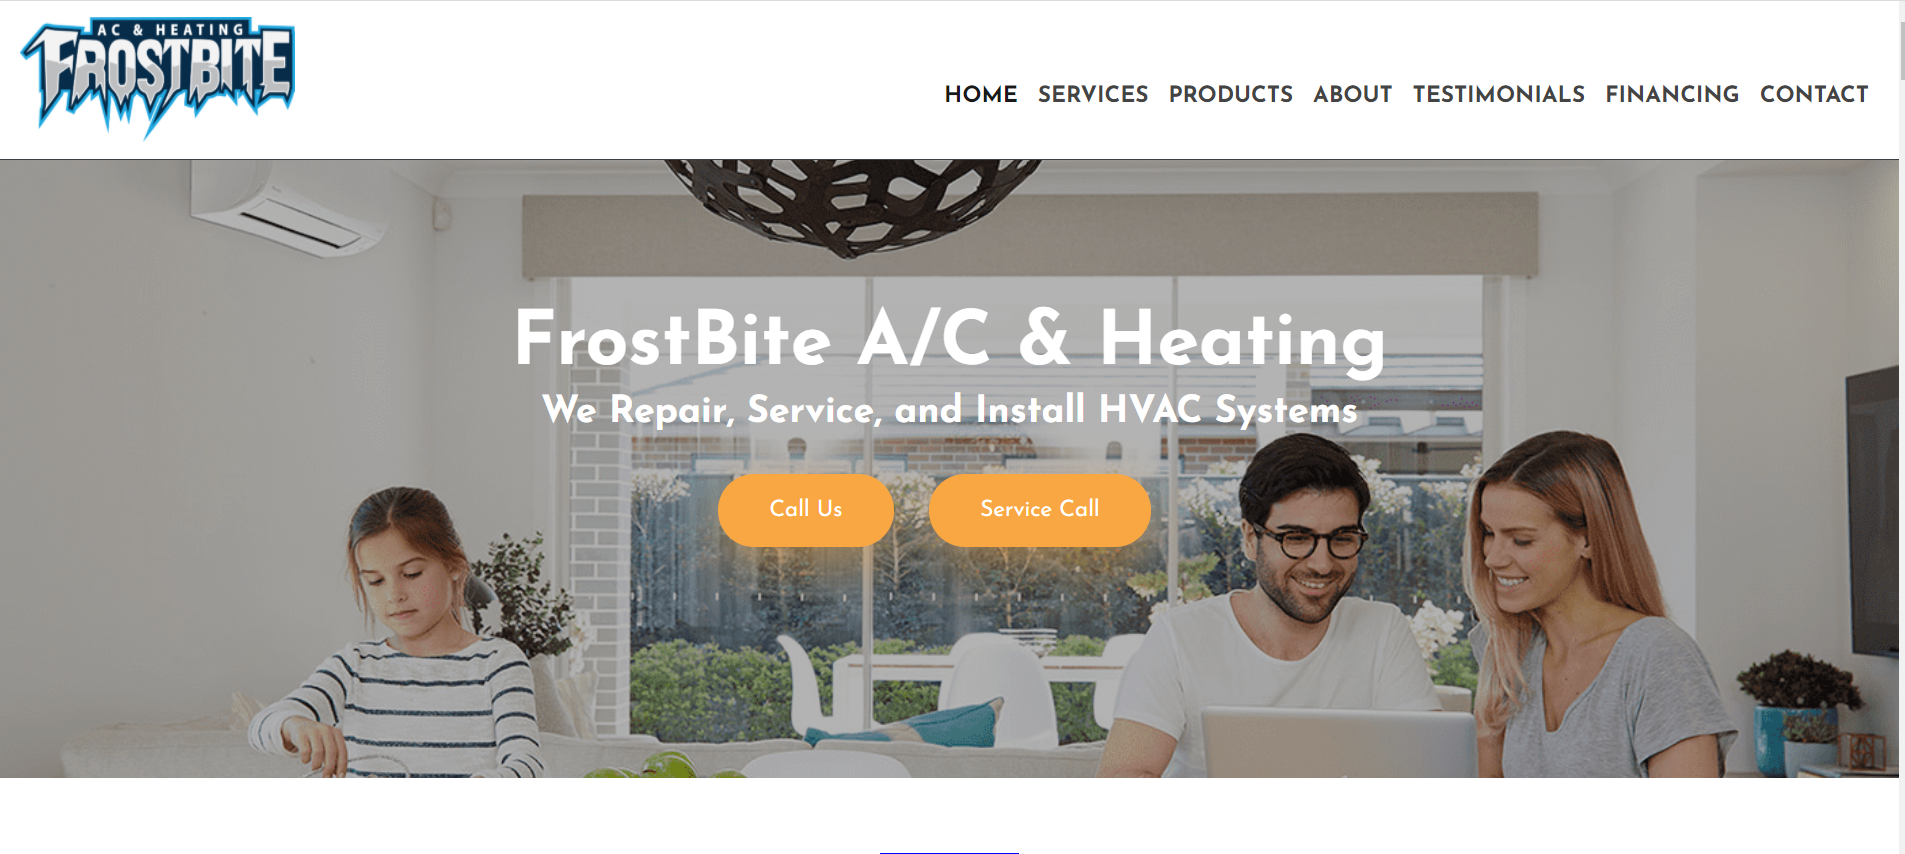 AC & HEATING
FROSTBITE
HOME SERVICES PRODUCTS ABOUT TESTIMONIALS FINANCING CONTACT
FrostBite A/C & Heating
We Repair, Service, and Install HVAC Systems
Call Us Service Call